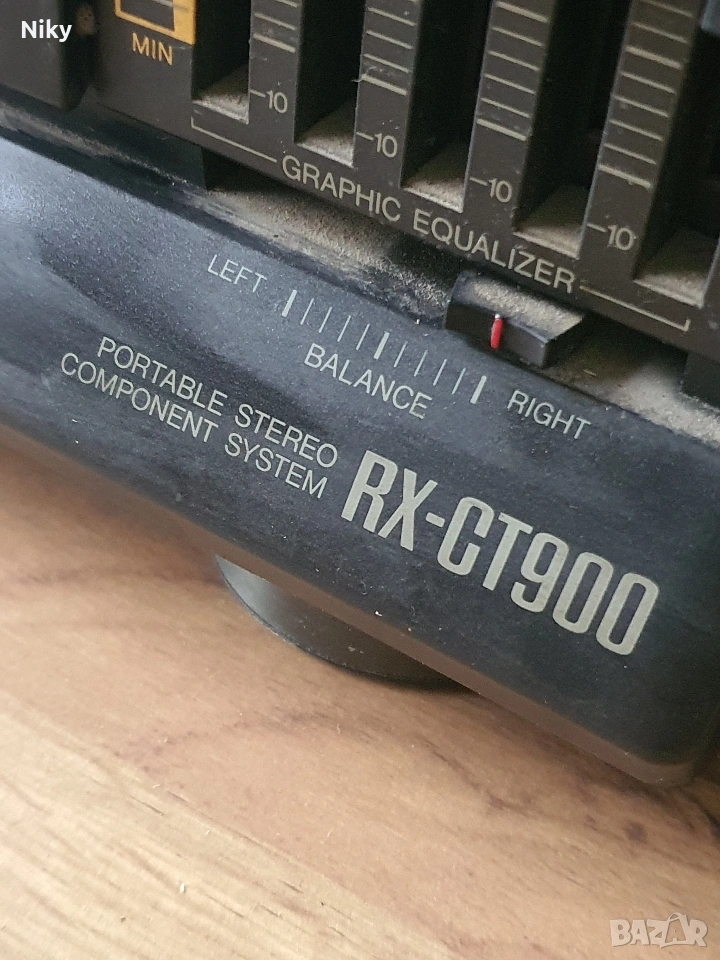 Niky
MIN
-10
-10
-10
-10
GRAPHIC EQUALIZER
LEFT
BALANCE
RIGHT
PORTABLE STEREO
COMPONENT SYSTEM
RX-CT900
BAZAR